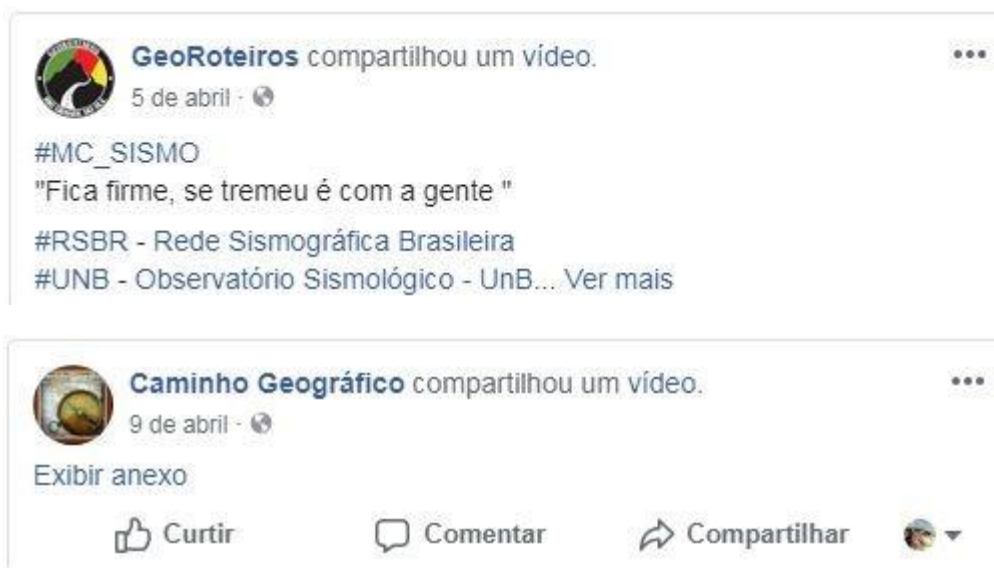 GeoRoteiros compartilhou um vídeo.
5 de abril ·
#MC_SISMO
"Fica firme, se tremeu é com a gente "
#RSBR - Rede Sismográfica Brasileira
#UNB - Observatório Sismológico - UnB... Ver mais
Caminho Geográfico compartilhou um vídeo.
9 de abril ·
Exibir anexo
Curtir Comentar Compartilhar